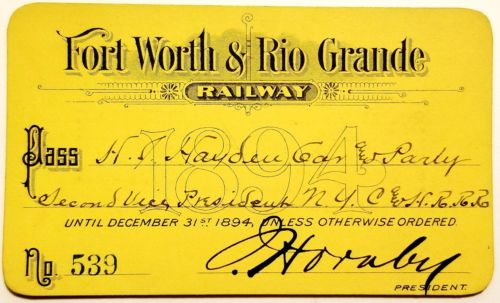 Fort Worth & Rio Grande
RAILWAY
1894
Pass H. J. Hayden Car & Party
Second Vice President N. Y. C & H. R. R. R
UNTIL DECEMBER 31ST 1894, UNLESS OTHERWISE ORDERED.
No. 539
Hornby
PRESIDENT.